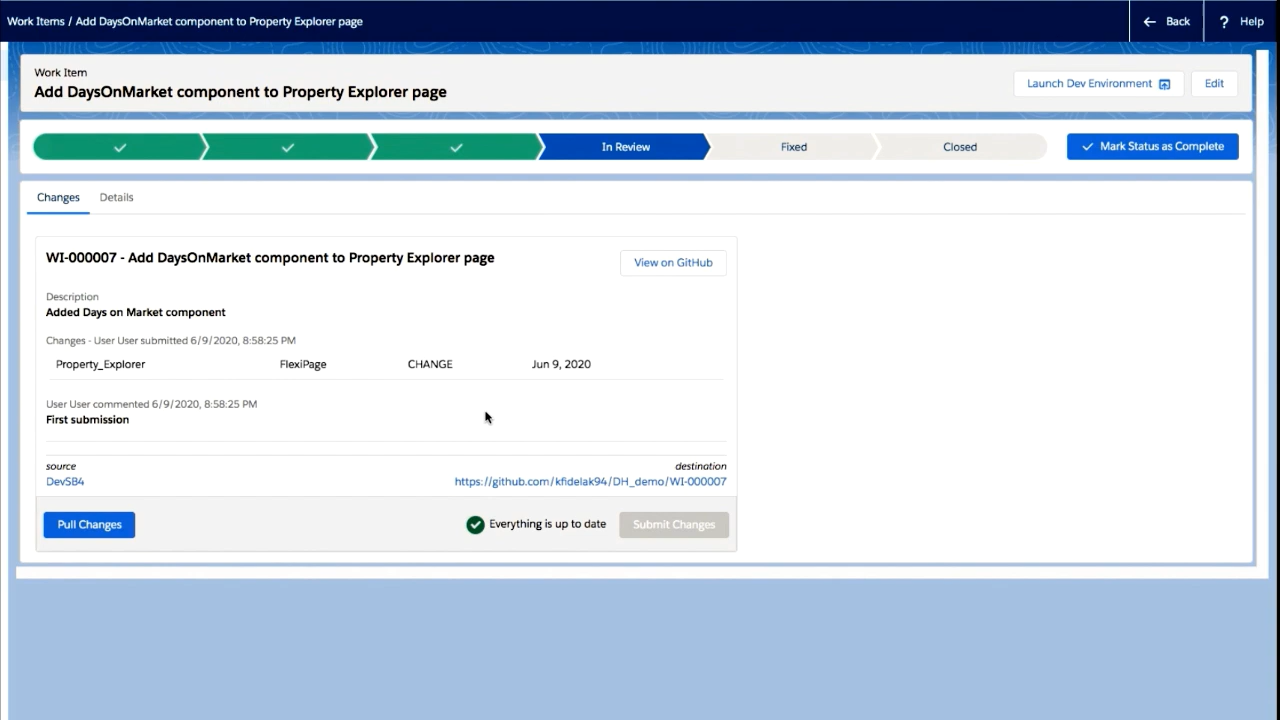 Work Items / Add DaysOnMarket component to Property Explorer page
Back
? Help
Work Item
Add DaysOnMarket component to Property Explorer page
Launch Dev Environment
Edit
In Review
Fixed
Closed
Mark Status as Complete
Changes
Details
WI-000007 - Add DaysOnMarket component to Property Explorer page
View on GitHub
Description
Added Days on Market component
Changes - User User submitted 6/9/2020, 8:58:25 PM
Property_Explorer FlexiPage CHANGE Jun 9, 2020
User User commented 6/9/2020, 8:58:25 PM
First submission
source
destination
DevSB4
https://github.com/kfidelak94/DH_demo/WI-000007
Pull Changes
Everything is up to date
Submit Changes